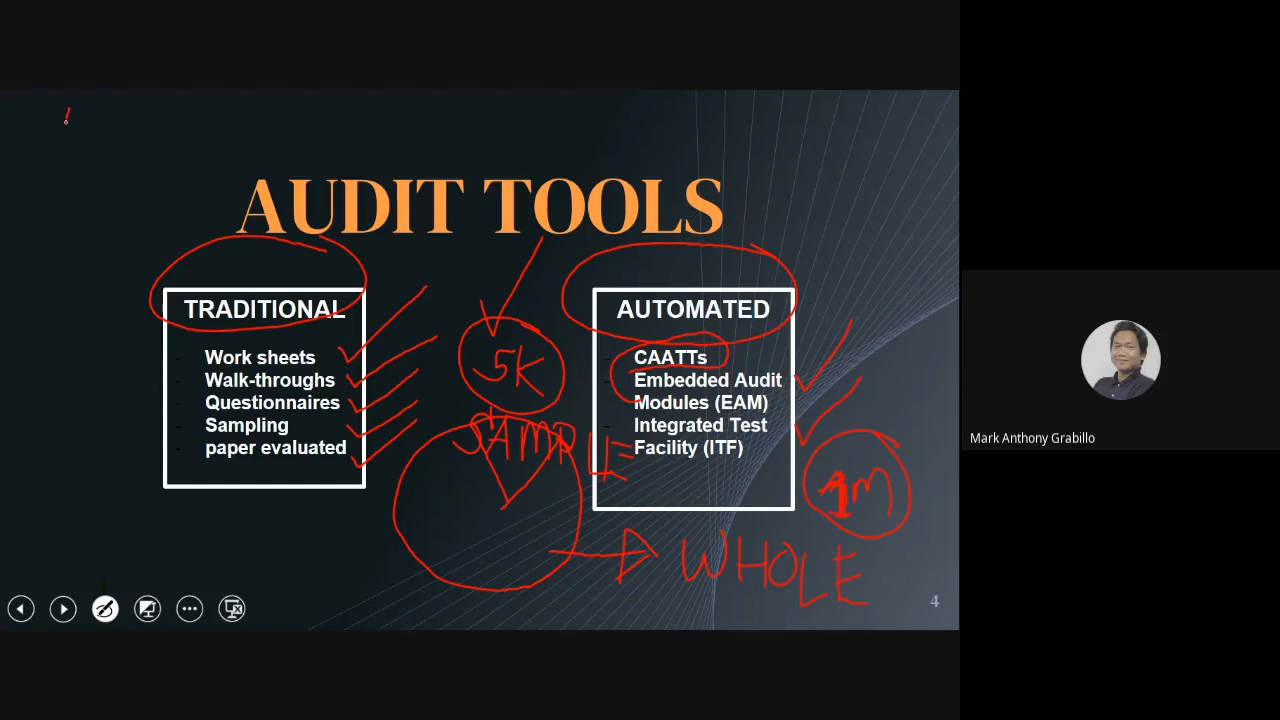 AUDIT TOOLS
TRADITIONAL
- Work sheets
- Walk-throughs
- Questionnaires
- Sampling
- paper evaluated
5K
SAMPLE
AUTOMATED
- CAATTs
- Embedded Audit
Modules (EAM)
- Integrated Test
Facility (ITF)
1M
WHOLE
4
Mark Anthony Grabillo